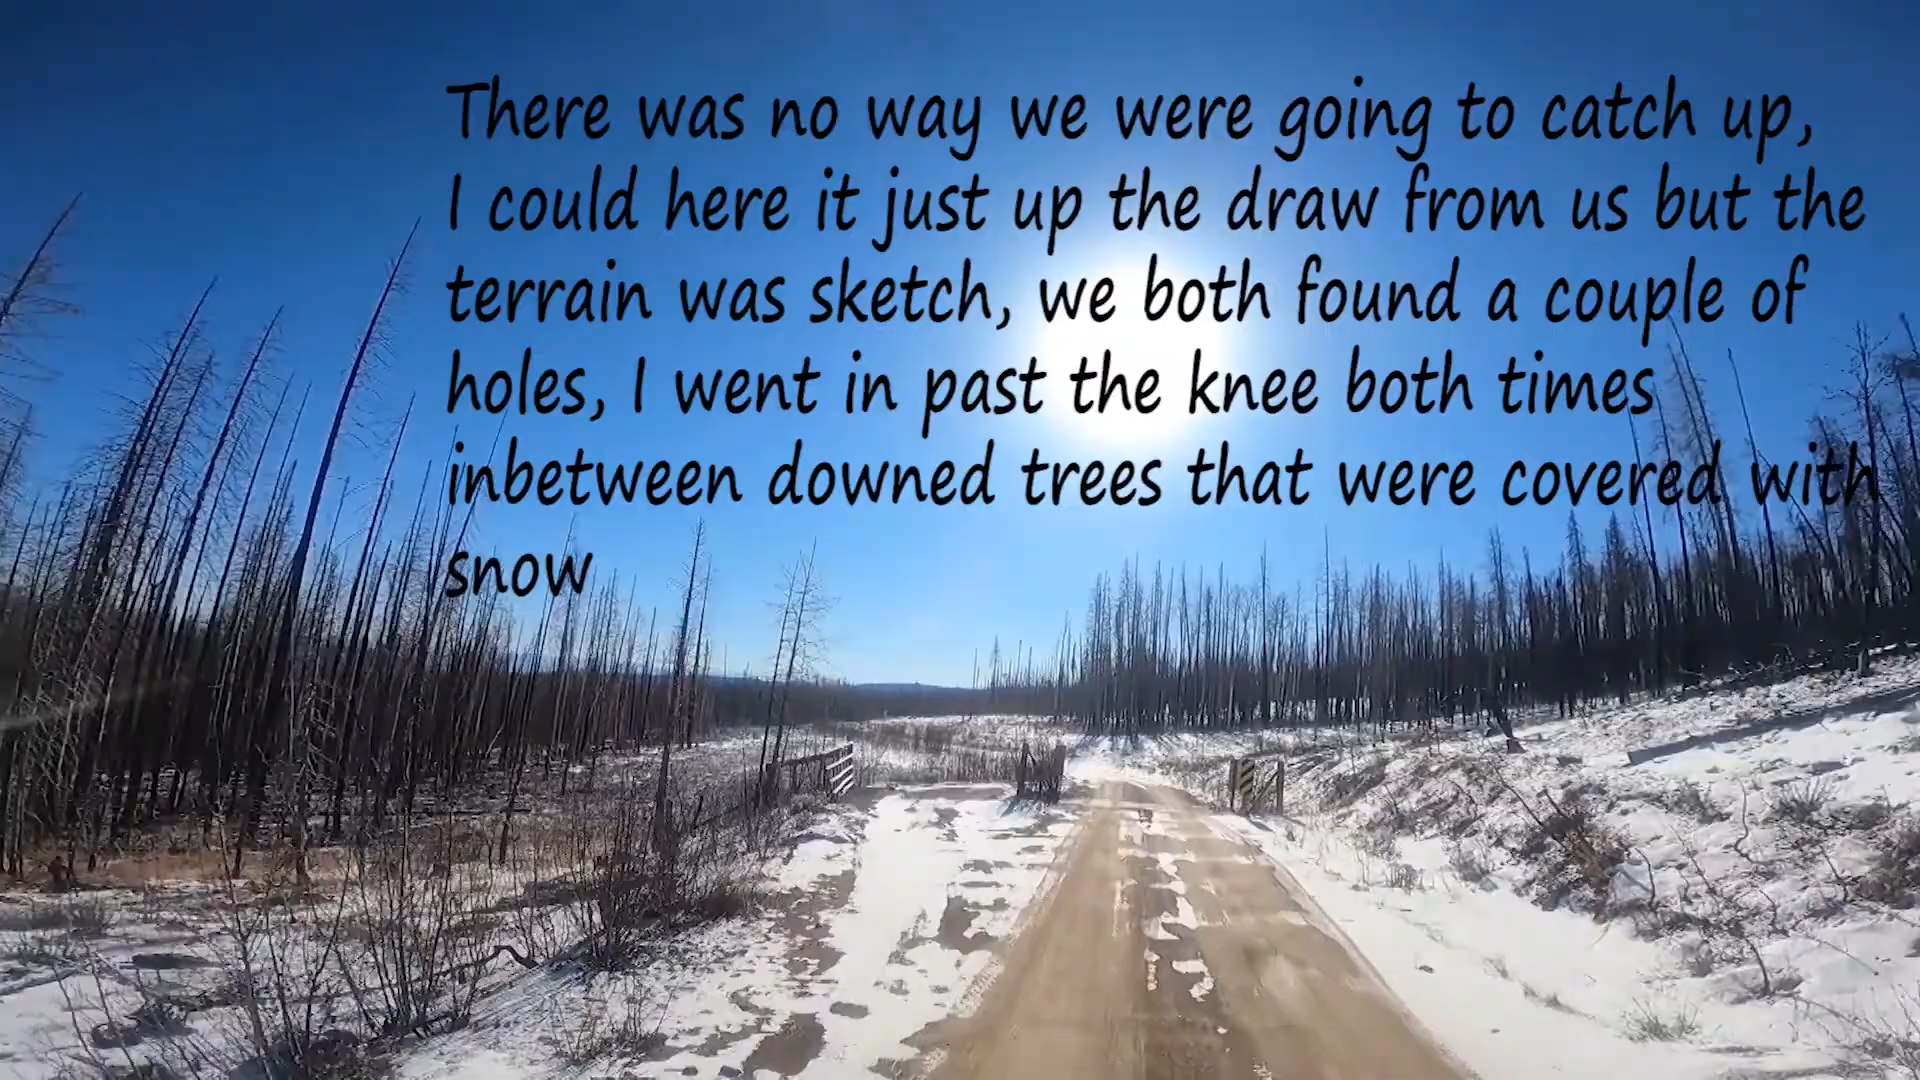 There was no way we were going to catch up,
I could here it just up the draw from us but the
terrain was sketch, we both found a couple of
holes, I went in past the knee both times
inbetween downed trees that were covered with
snow